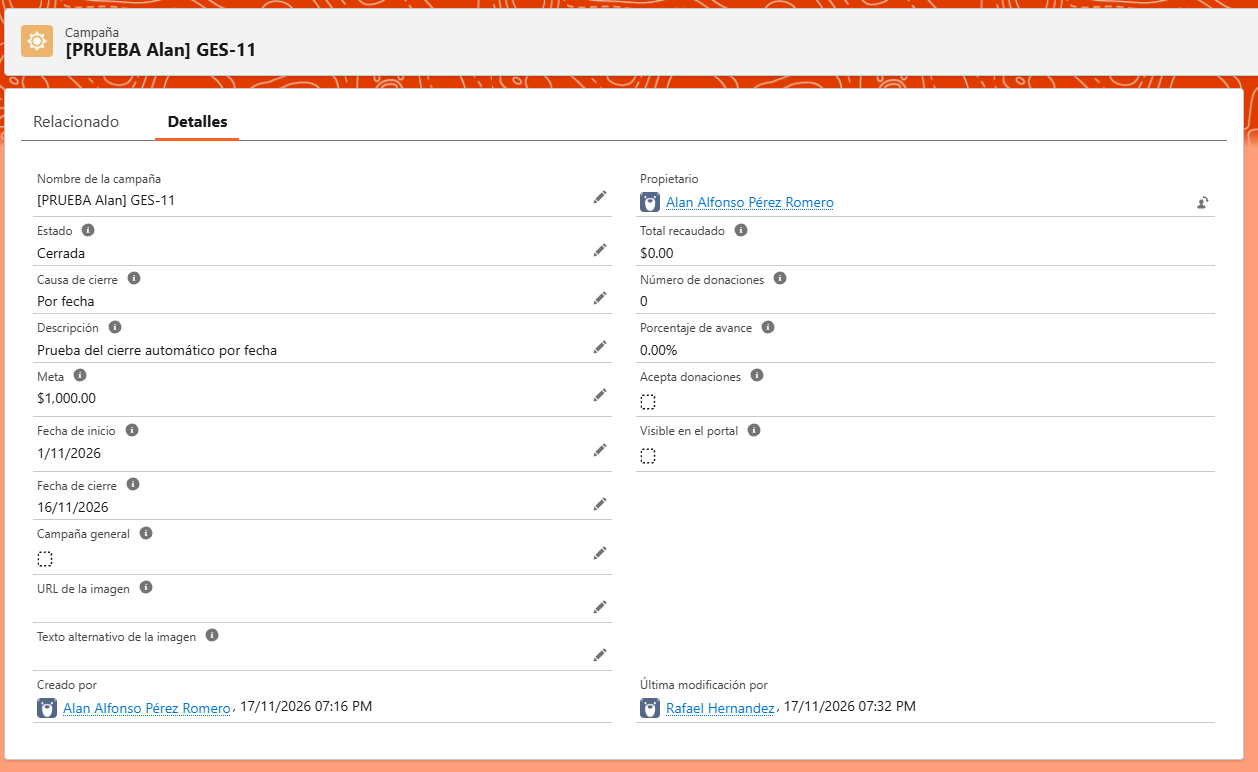 Campaña
[PRUEBA Alan] GES-11
Relacionado
Detalles
Nombre de la campaña
[PRUEBA Alan] GES-11
Propietario
Alan Alfonso Pérez Romero
Estado
Cerrada
Total recaudado
$0.00
Causa de cierre
Por fecha
Número de donaciones
0
Descripción
Prueba del cierre automático por fecha
Porcentaje de avance
0.00%
Meta
$1,000.00
Acepta donaciones
Fecha de inicio
1/11/2026
Visible en el portal
Fecha de cierre
16/11/2026
Campaña general
URL de la imagen
Texto alternativo de la imagen
Creado por
Alan Alfonso Pérez Romero, 17/11/2026 07:16 PM
Última modificación por
Rafael Hernandez, 17/11/2026 07:32 PM